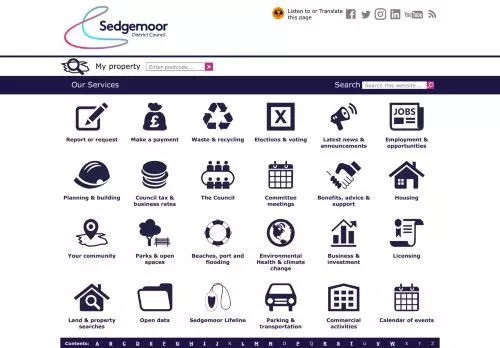 Sedgemoor
District Council
Listen to or Translate
this page
You Tube
My property
Enter postcode...
Our Services
Search
Search this website...
X
JOBS
£
Report or request
Make a payment
Waste & recycling
Elections & voting
Latest news &
announcements
Employment &
opportunities
Planning & building
Council tax &
business rates
The Council
Committee
meetings
Benefits, advice &
support
Housing
Your community
Parks & open
spaces
Beaches, port and
flooding
Environmental
Health & climate
change
Business &
investment
Licensing
Land & property
searches
Open data
Sedgemoor Lifeline
Parking &
transportation
Commercial
activities
Calendar of events
Contents: A B C D E F G H I J K L M N O P Q R S T U V W X Y Z